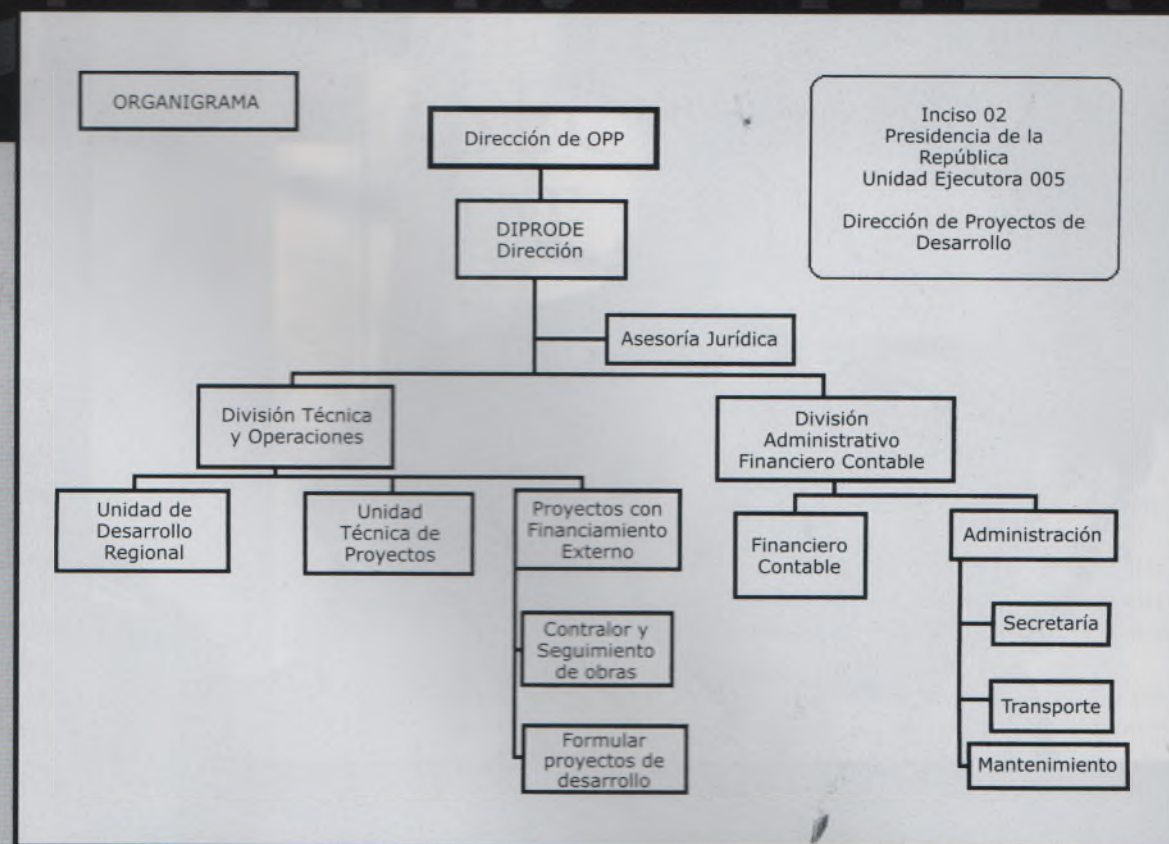 ORGANIGRAMA
Dirección de OPP
Inciso 02
Presidencia de la
República
Unidad Ejecutora 005
Dirección de Proyectos de
Desarrollo
DIPRODE
Dirección
Asesoría Jurídica
División Técnica
y Operaciones
División
Administrativo
Financiero Contable
Unidad de
Desarrollo
Regional
Unidad
Técnica de
Proyectos
Proyectos con
Financiamiento
Externo
Contralor y
Seguimiento
de obras
Formular
proyectos de
desarrollo
Financiero
Contable
Administración
Secretaría
Transporte
Mantenimiento